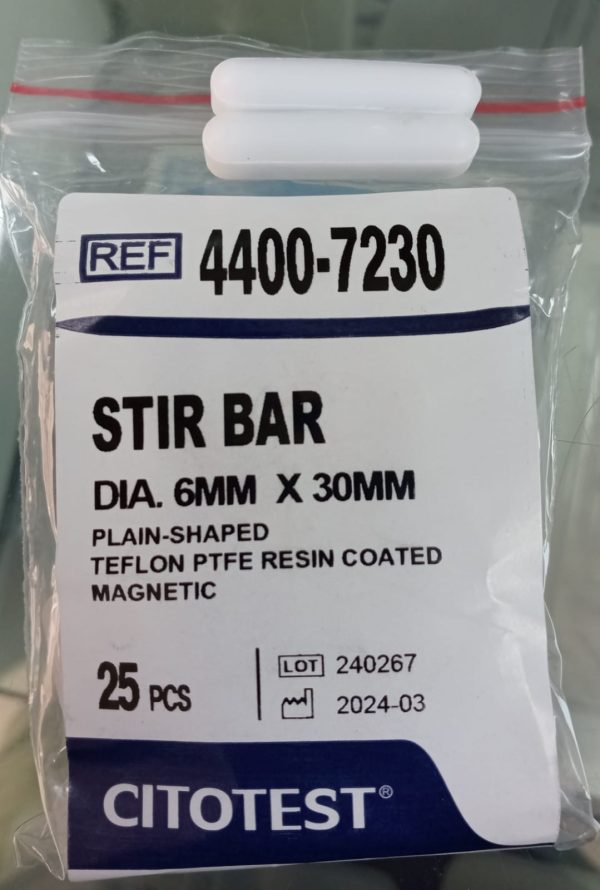 REF 4400-7230
STIR BAR
DIA. 6MM X 30MM
PLAIN-SHAPED
TEFLON PTFE RESIN COATED
MAGNETIC
25 PCS
LOT 240267
2024-03
CITOTEST®